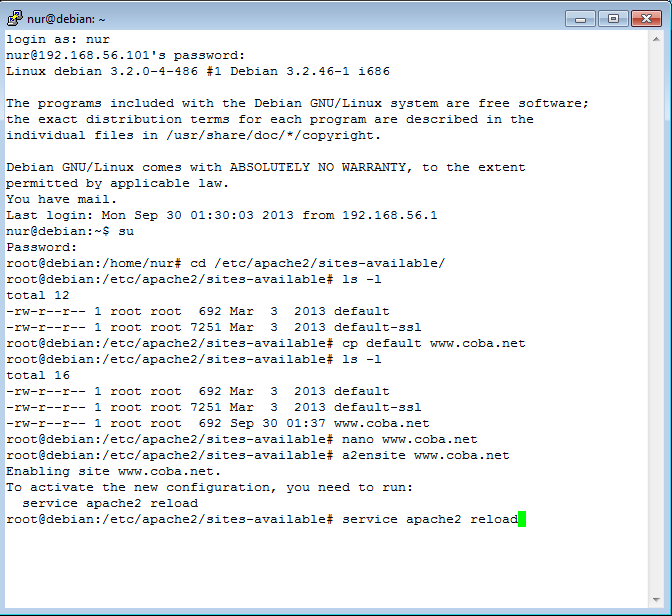 nur@debian: ~
login as: nur
nur@192.168.56.101's password:
Linux debian 3.2.0-4-486 #1 Debian 3.2.46-1 i686
The programs included with the Debian GNU/Linux system are free software;
the exact distribution terms for each program are described in the
individual files in /usr/share/doc/*/copyright.
Debian GNU/Linux comes with ABSOLUTELY NO WARRANTY, to the extent
permitted by applicable law.
You have mail.
Last login: Mon Sep 30 01:30:03 2013 from 192.168.56.1
nur@debian:~$ su
Password:
root@debian:/home/nur# cd /etc/apache2/sites-available/
root@debian:/etc/apache2/sites-available# ls -l
total 12
-rw-r--r-- 1 root root  692 Mar  3  2013 default
-rw-r--r-- 1 root root 7251 Mar  3  2013 default-ssl
root@debian:/etc/apache2/sites-available# cp default www.coba.net
root@debian:/etc/apache2/sites-available# ls -l
total 16
-rw-r--r-- 1 root root  692 Mar  3  2013 default
-rw-r--r-- 1 root root 7251 Mar  3  2013 default-ssl
-rw-r--r-- 1 root root  692 Sep 30 01:37 www.coba.net
root@debian:/etc/apache2/sites-available# nano www.coba.net
root@debian:/etc/apache2/sites-available# a2ensite www.coba.net
Enabling site www.coba.net.
To activate the new configuration, you need to run:
  service apache2 reload
root@debian:/etc/apache2/sites-available# service apache2 reload